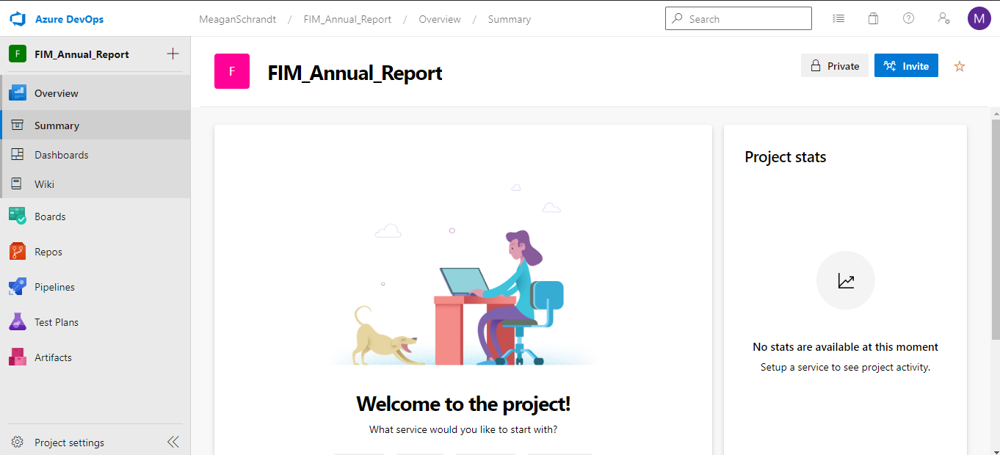 Azure DevOps
MeaganSchrandt / FIM_Annual_Report / Overview / Summary
Search
M
F FIM_Annual_Report
Overview
Summary
Dashboards
Wiki
Boards
Repos
Pipelines
Test Plans
Artifacts
Project settings
F FIM_Annual_Report
Private
Invite
Welcome to the project!
What service would you like to start with?
Project stats
No stats are available at this moment
Setup a service to see project activity.